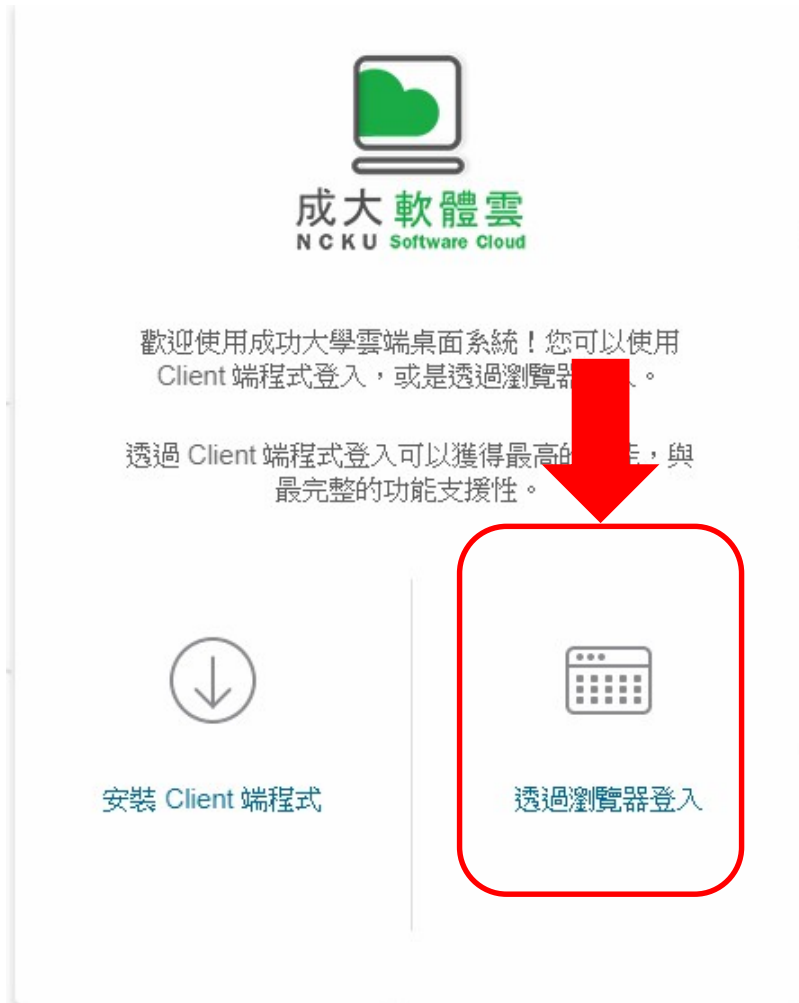 成大 軟體雲
NCKU Software Cloud
歡迎使用成功大學雲端桌面系統！您可以使用
Client 端程式登入，或是透過瀏覽器 入。
透過 Client 端程式登入可以獲得最高的 ，與
最完整的功能支援性。
安裝 Client 端程式
透過瀏覽器登入